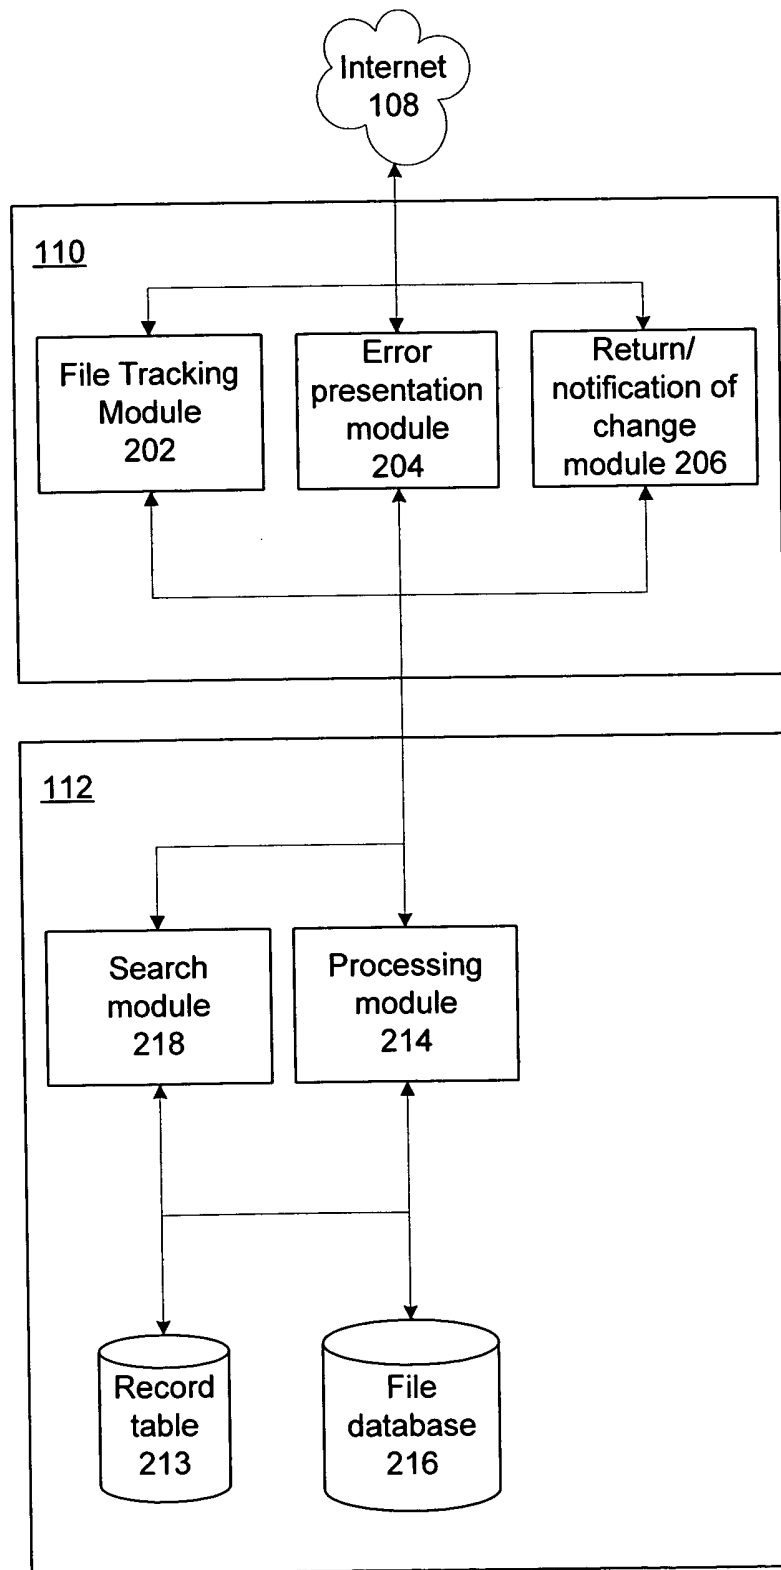 Internet
108
110
File Tracking
Module
202
Error
presentation
module
204
Return/
notification of
change
module 206
112
Search
module
218
Processing
module
214
Record
table
213
File
database
216